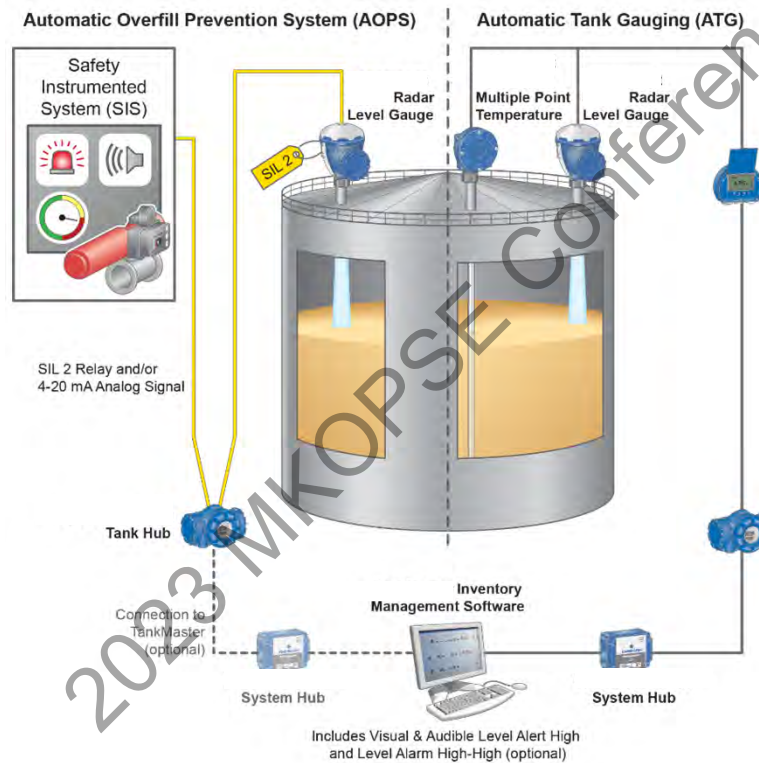 Automatic Overfill Prevention System (AOPS)
Automatic Tank Gauging (ATG)
Safety
Instrumented
System (SIS)
Radar
Level Gauge
Multiple Point
Temperature
Radar
Level Gauge
SIL 2
SIL 2 Relay and/or
4-20 mA Analog Signal
Tank Hub
Inventory
Management Software
Connection to
TankMaster
(optional)
System Hub
System Hub
Includes Visual & Audible Level Alert High
and Level Alarm High-High (optional)
2023 MKOPSE Conferen